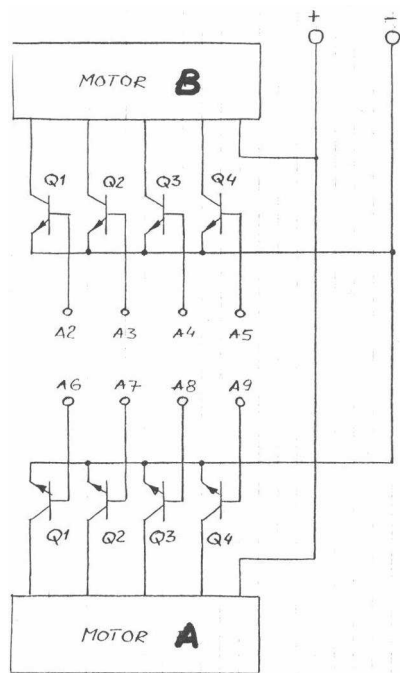 + -
MOTOR B
Q1 Q2 Q3 Q4
A2 A3 A4 A5
A6 A7 A8 A9
Q1 Q2 Q3 Q4
MOTOR A